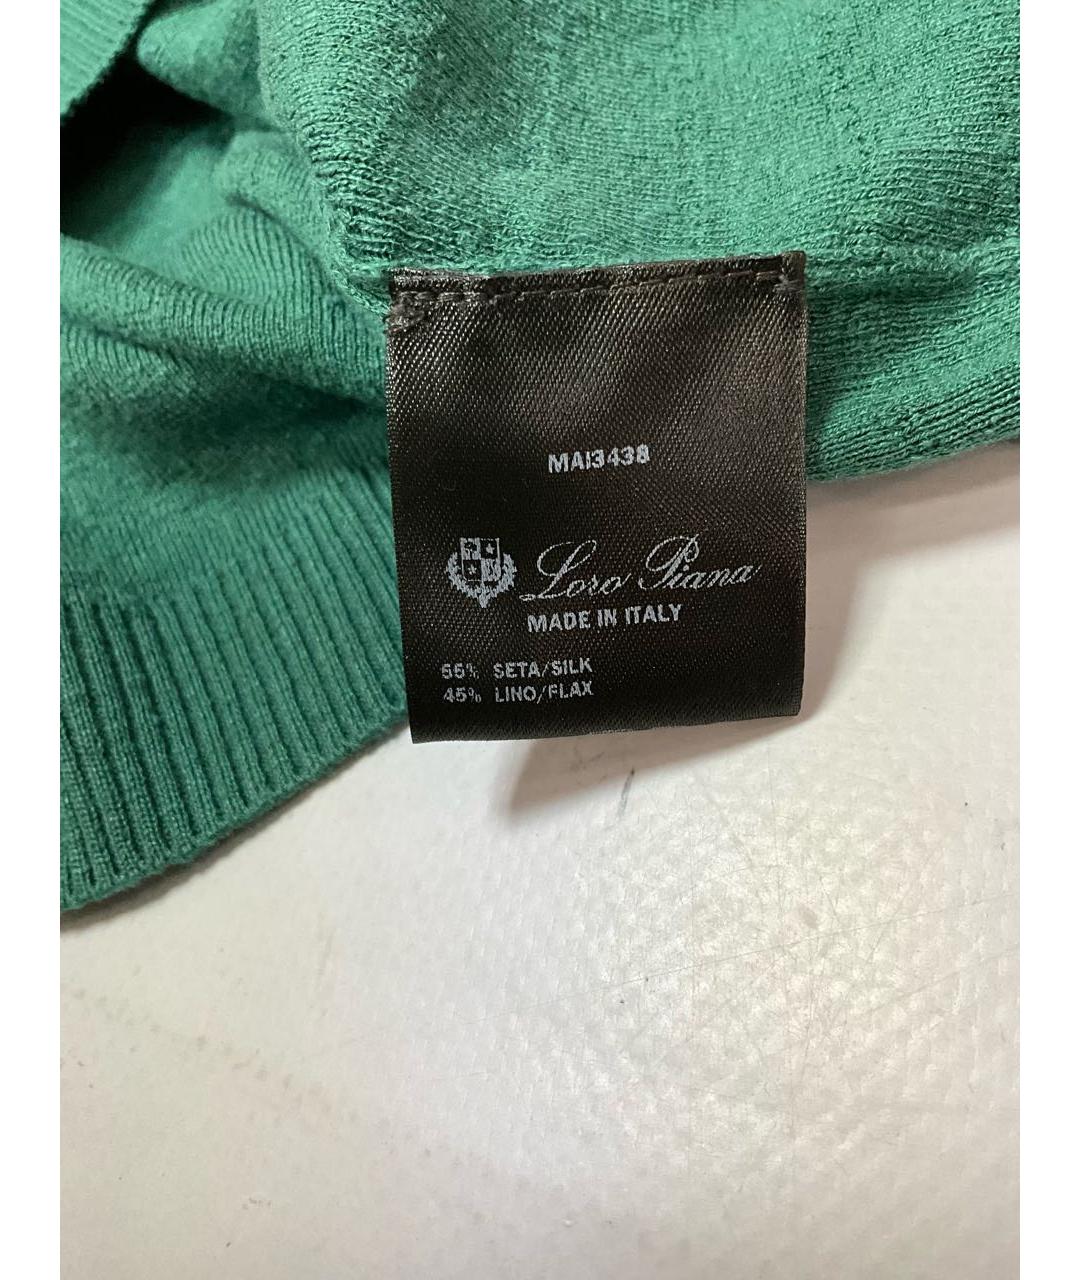 MAI3438
Loro Piana
MADE IN ITALY
55% SETA/SILK
45% LINO/FLAX